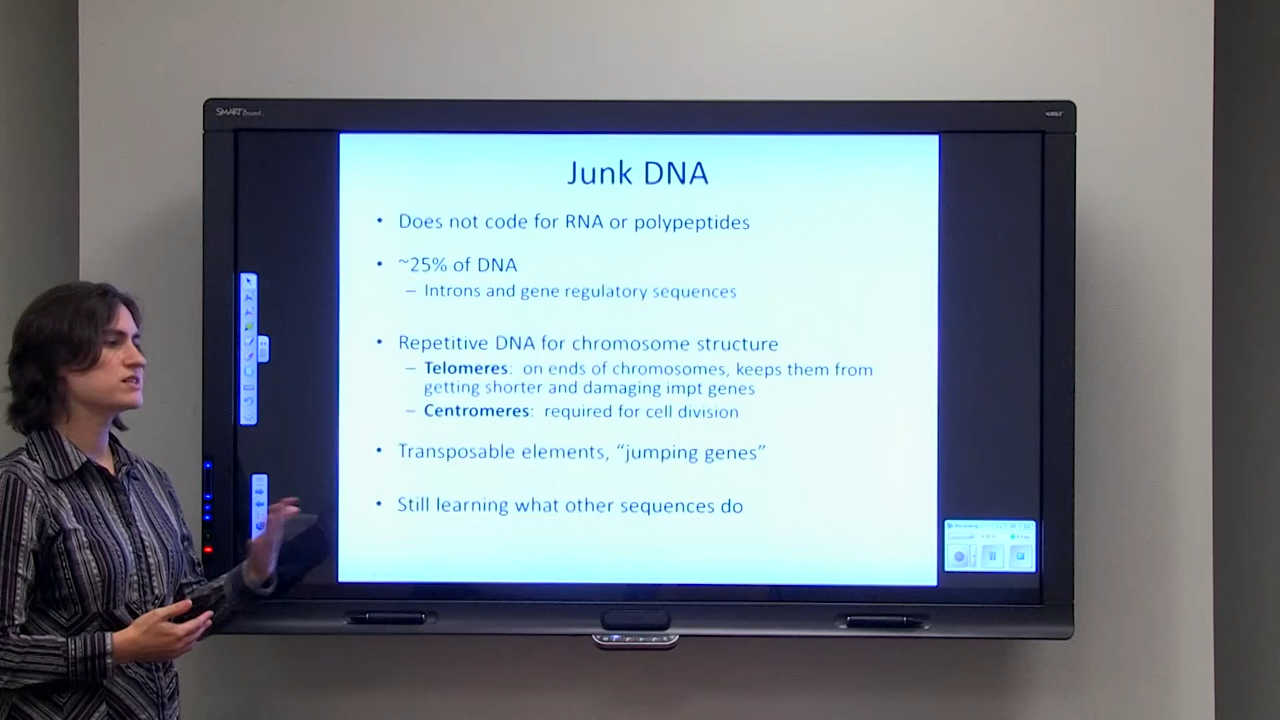 SMART Board
Junk DNA
• Does not code for RNA or polypeptides
• ~25% of DNA
– Introns and gene regulatory sequences
• Repetitive DNA for chromosome structure
– Telomeres: on ends of chromosomes, keeps them from
getting shorter and damaging impt genes
– Centromeres: required for cell division
• Transposable elements, “jumping genes”
• Still learning what other sequences do
Recording...